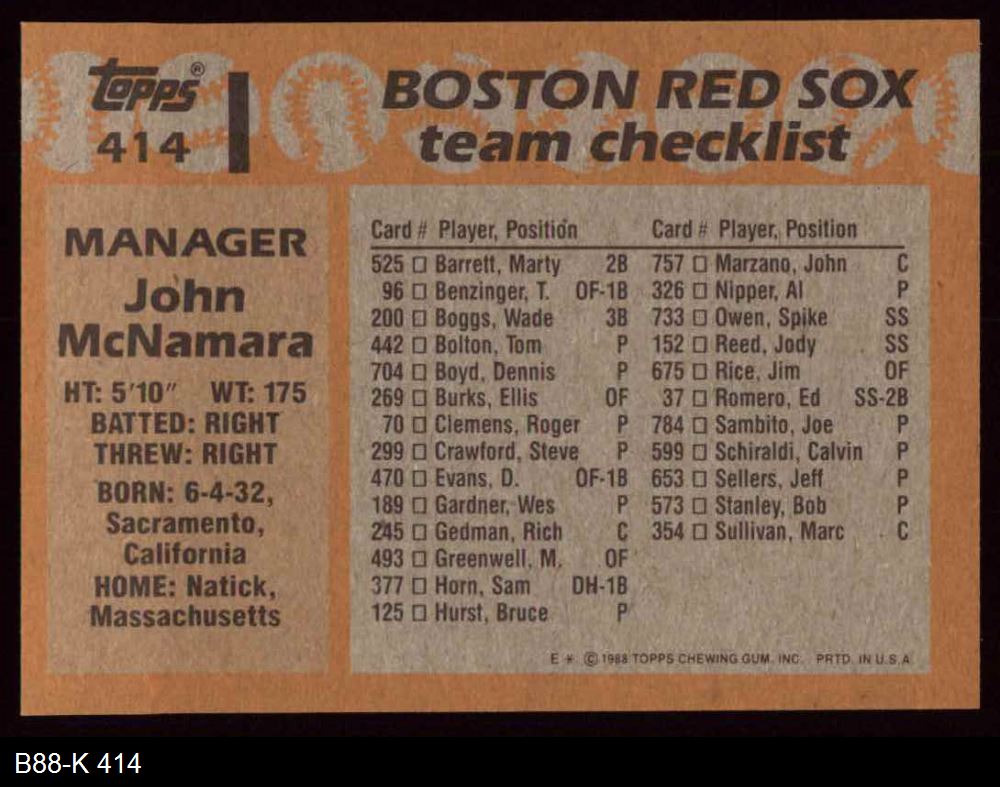 topps®
414
BOSTON RED SOX
team checklist
MANAGER
John
McNamara
HT: 5'10" WT: 175
BATTED: RIGHT
THREW: RIGHT
BORN: 6-4-32,
Sacramento,
California
HOME: Natick,
Massachusetts
Card # Player, Position
525 ☐ Barrett, Marty 2B
96 ☐ Benzinger, T. OF-1B
200 ☐ Boggs, Wade 3B
442 ☐ Bolton, Tom P
704 ☐ Boyd, Dennis P
269 ☐ Burks, Ellis OF
70 ☐ Clemens, Roger P
299 ☐ Crawford, Steve P
470 ☐ Evans, D. OF-1B
189 ☐ Gardner, Wes P
245 ☐ Gedman, Rich C
493 ☐ Greenwell, M. OF
377 ☐ Horn, Sam DH-1B
125 ☐ Hurst, Bruce P
Card # Player, Position
757 ☐ Marzano, John C
326 ☐ Nipper, Al P
733 ☐ Owen, Spike SS
152 ☐ Reed, Jody SS
675 ☐ Rice, Jim OF
37 ☐ Romero, Ed SS-2B
784 ☐ Sambito, Joe P
599 ☐ Schiraldi, Calvin P
653 ☐ Sellers, Jeff P
573 ☐ Stanley, Bob P
354 ☐ Sullivan, Marc C
E * © 1988 TOPPS CHEWING GUM, INC. PRTD. IN U.S.A.
B88-K 414